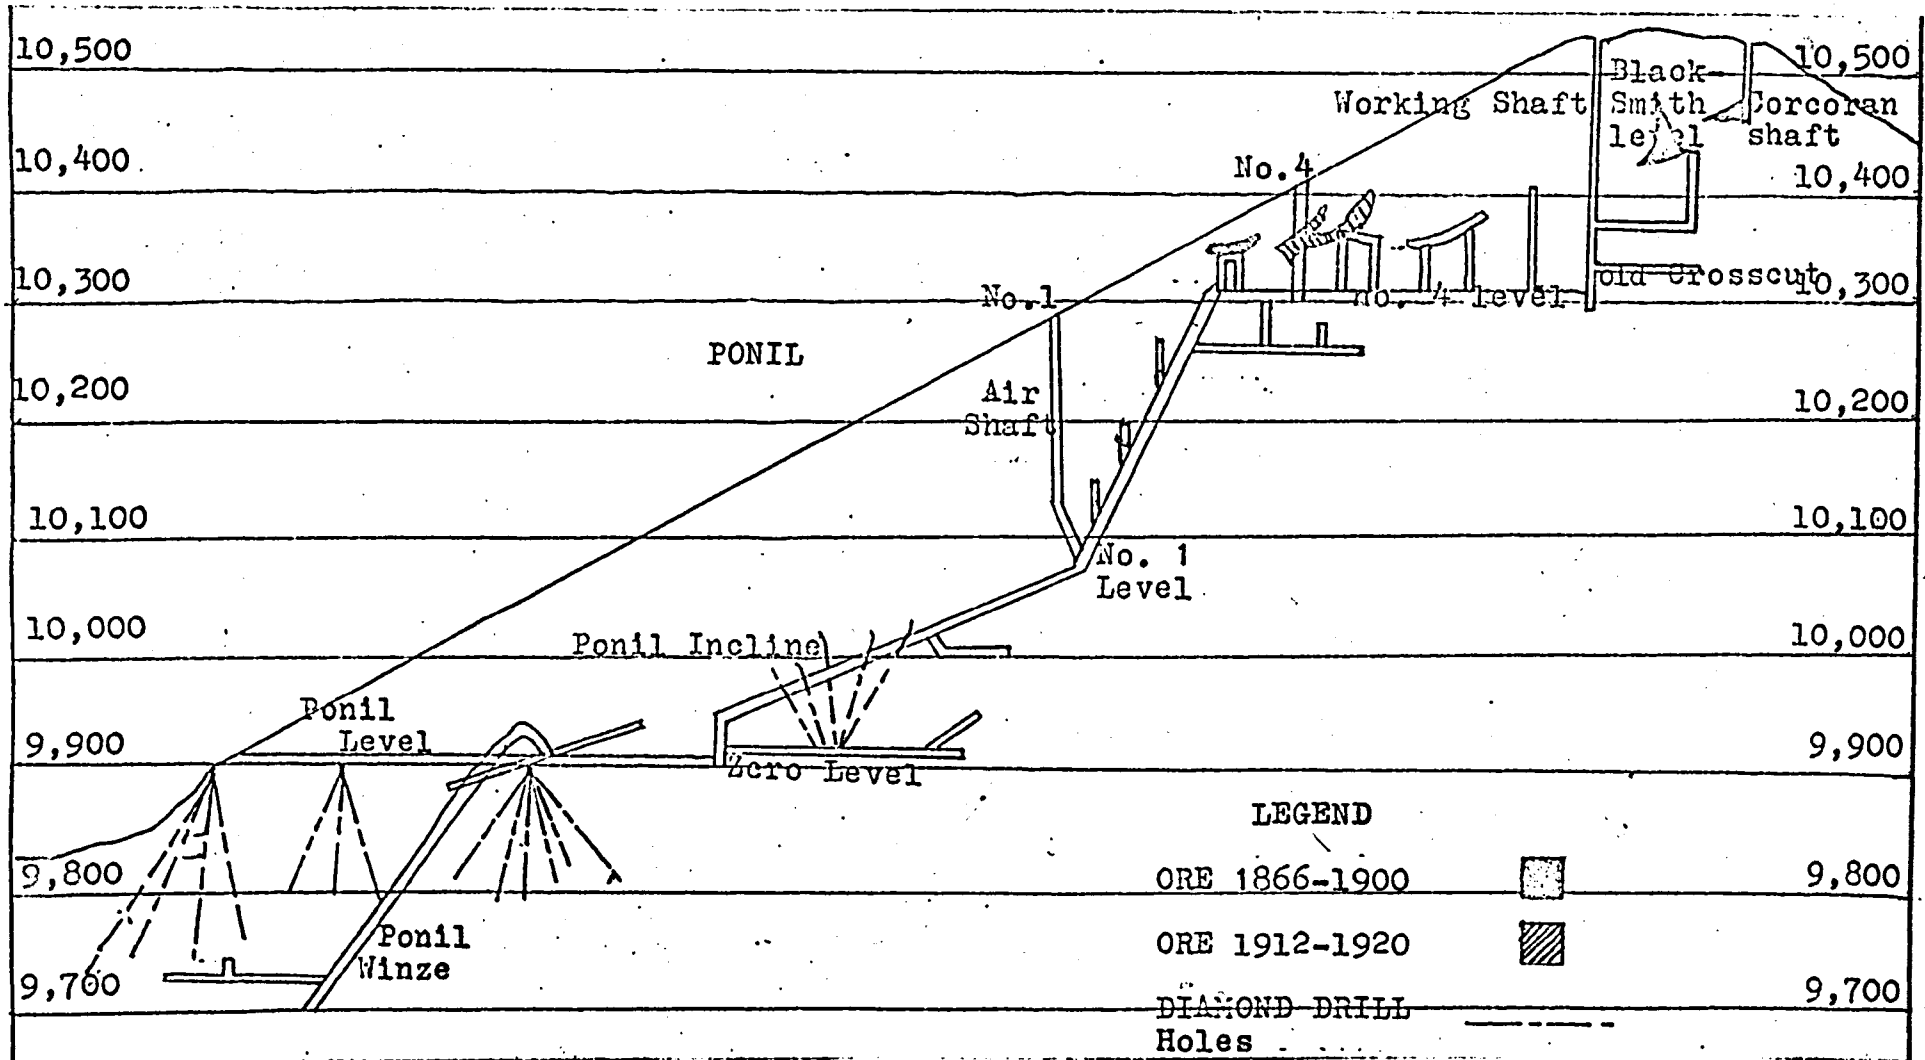 10,500
10,500
Black
Working Shaft
Smith
Corcoran
level
shaft
10,400
No.4
10,400
10,300
No.1
old Crosscut
10,300
No. 4 level
PONIL
10,200
Air
10,200
Shaft
10,100
10,100
No. 1
Level
10,000
10,000
Ponil Incline
Ponil
Level
9,900
9,900
Zero Level
LEGEND
9,800
ORE 1866-1900
9,800
Ponil
ORE 1912-1920
Winze
9,700
9,700
DIAMOND DRILL
Holes